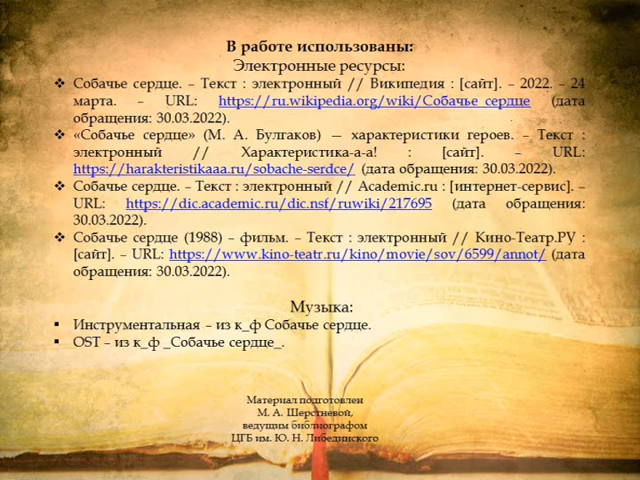 В работе использованы:
Электронные ресурсы:
❖ Собачье сердце. – Текст : электронный // Википедия : [сайт]. – 2022. – 24
марта. – URL: https://ru.wikipedia.org/wiki/Собачье_сердце (дата
обращения: 30.03.2022).
❖ «Собачье сердце» (М. А. Булгаков) — характеристики героев. – Текст :
электронный // Характеристика-а-а! : [сайт]. – URL:
https://harakteristikaaa.ru/sobache-serdce/ (дата обращения: 30.03.2022).
❖ Собачье сердце. – Текст : электронный // Academic.ru : [интернет-сервис]. –
URL: https://dic.academic.ru/dic.nsf/ruwiki/217695 (дата обращения:
30.03.2022).
❖ Собачье сердце (1988) – фильм. – Текст : электронный // Кино-Театр.РУ :
[сайт]. – URL: https://www.kino-teatr.ru/kino/movie/sov/6599/annot/ (дата
обращения: 30.03.2022).
Музыка:
▪ Инструментальная – из к_ф Собачье сердце.
▪ OST – из к_ф _Собачье сердце_.
Материал подготовлен
М. А. Шерстневой,
ведущим библиографом
ЦГБ им. Ю. Н. Либединского